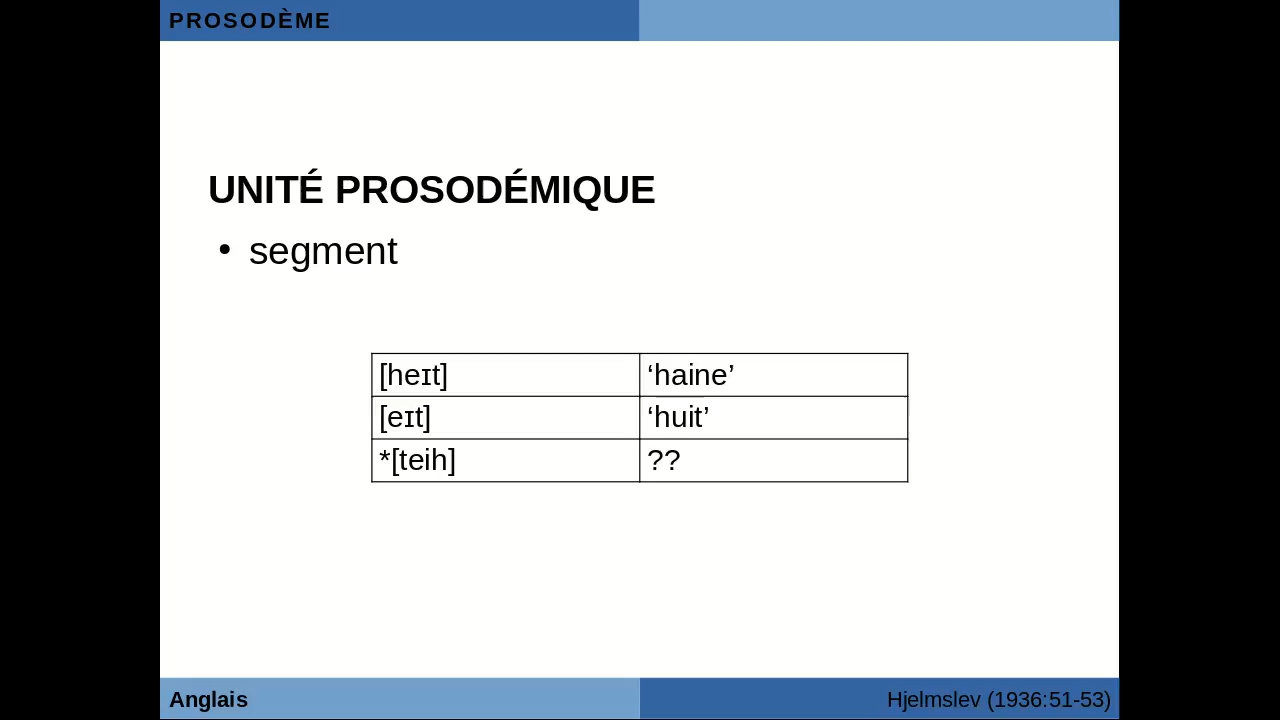 PROSODÈME
UNITÉ PROSODÉMIQUE
• segment
[heɪt] ‘haine’
[eɪt] ‘huit’
*[teih] ??
Anglais Hjelmslev (1936:51-53)